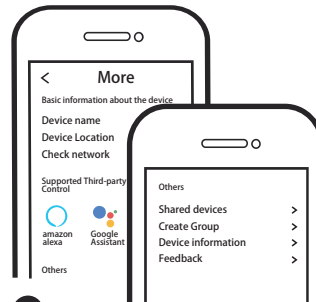 <
More
Basic information about the device
Device name
Device Location
Check network
Supported Third-party
Control
amazon
alexa
Google
Assistant
Others
Others
Shared devices >
Create Group >
Device information >
Feedback >